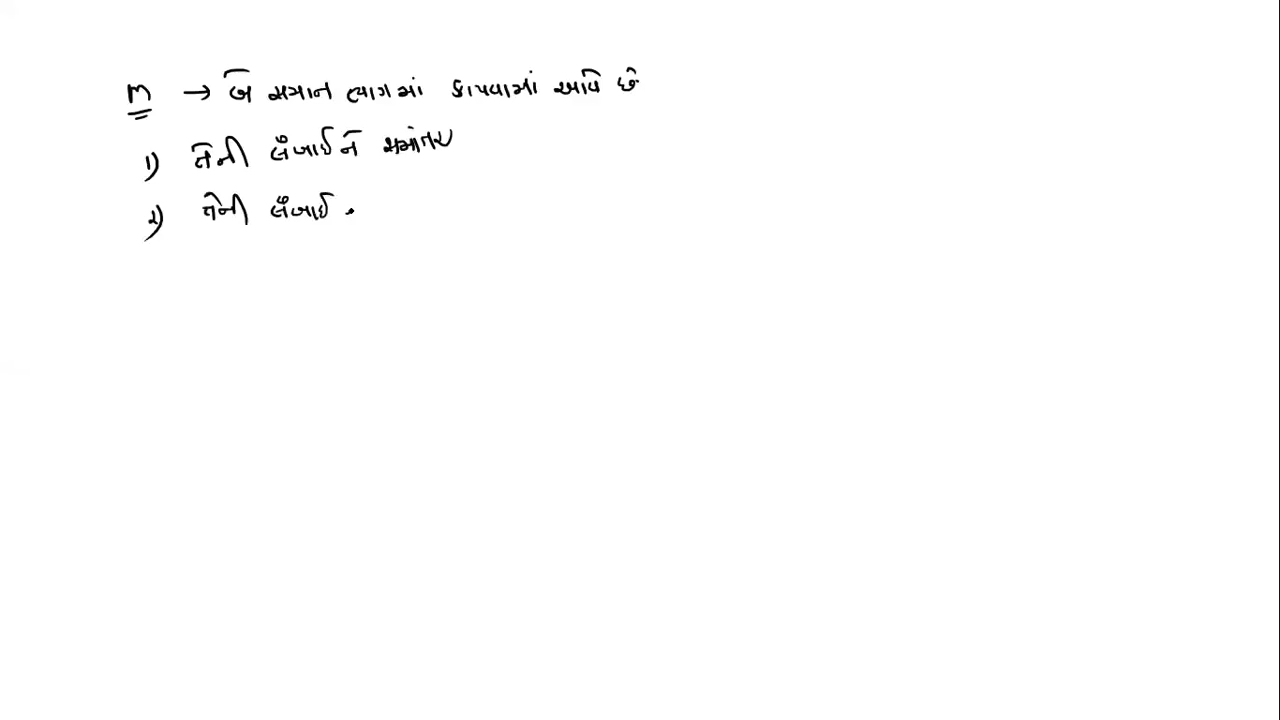 m → બે સમાન ભાગમાં કાપવામાં આવે છે
1) તેની લંબાઈને સમાંતર
2) તેની લંબાઈ .